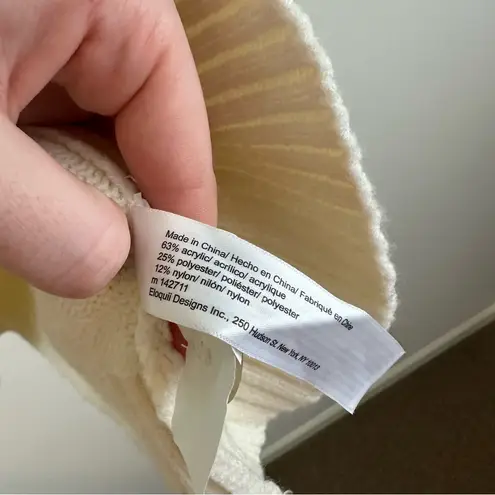 Made in China/ Hecho en China/ Fabriqué en Chine
63% acrylic/ acrílico/ acrylique
25% polyester/ poliéster/ polyester
12% nylon/ nilón/ nylon
m 142711
Eloquii Designs Inc., 250 Hudson St. New York, NY 10013